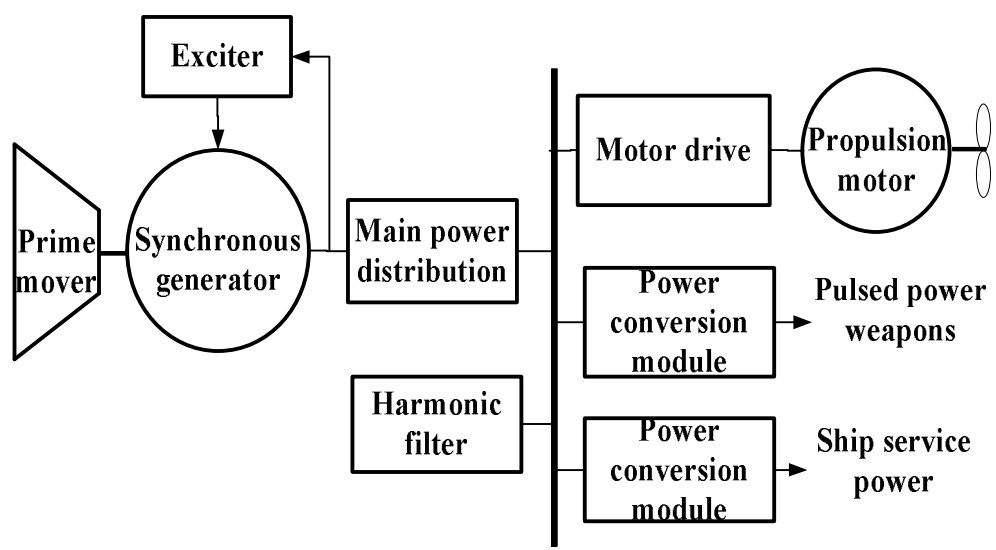 Exciter
Prime
mover
Synchronous
generator
Main power
distribution
Harmonic
filter
Motor drive
Propulsion
motor
Power
conversion
module
Pulsed power
weapons
Power
conversion
module
Ship service
power